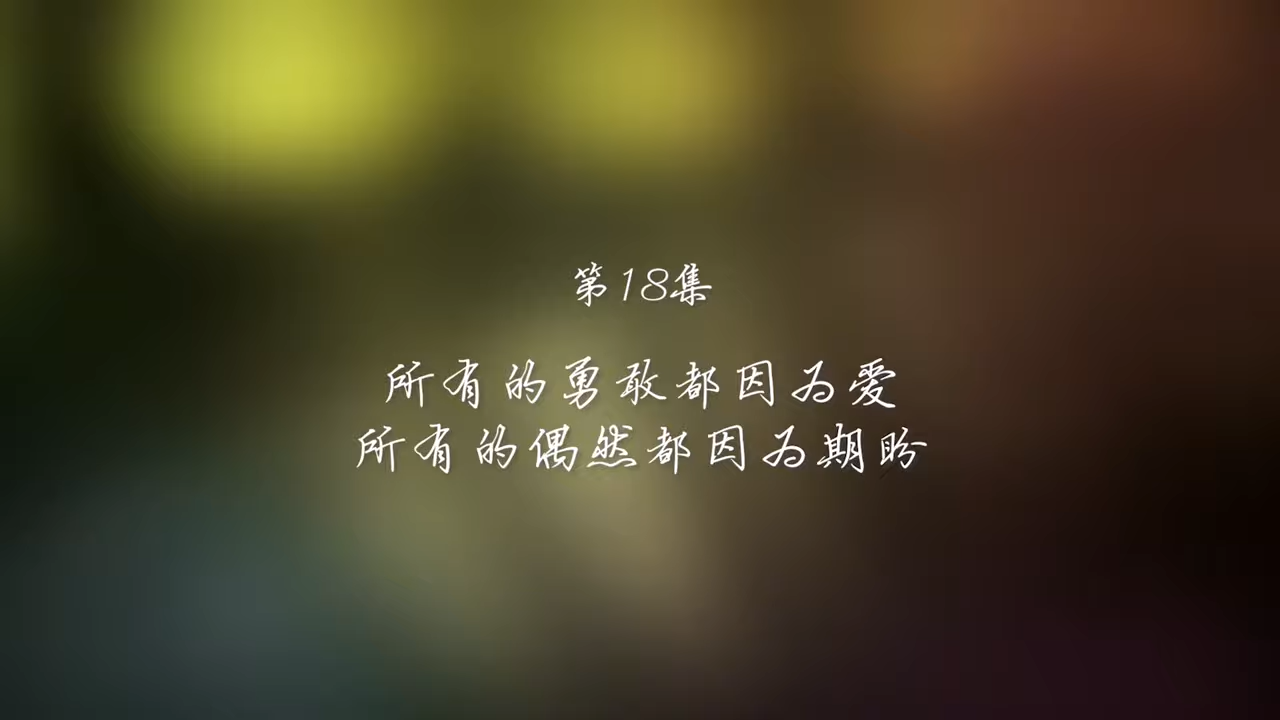 第18集
所有的勇敢都因为愛
所有的偶然都因为期盼